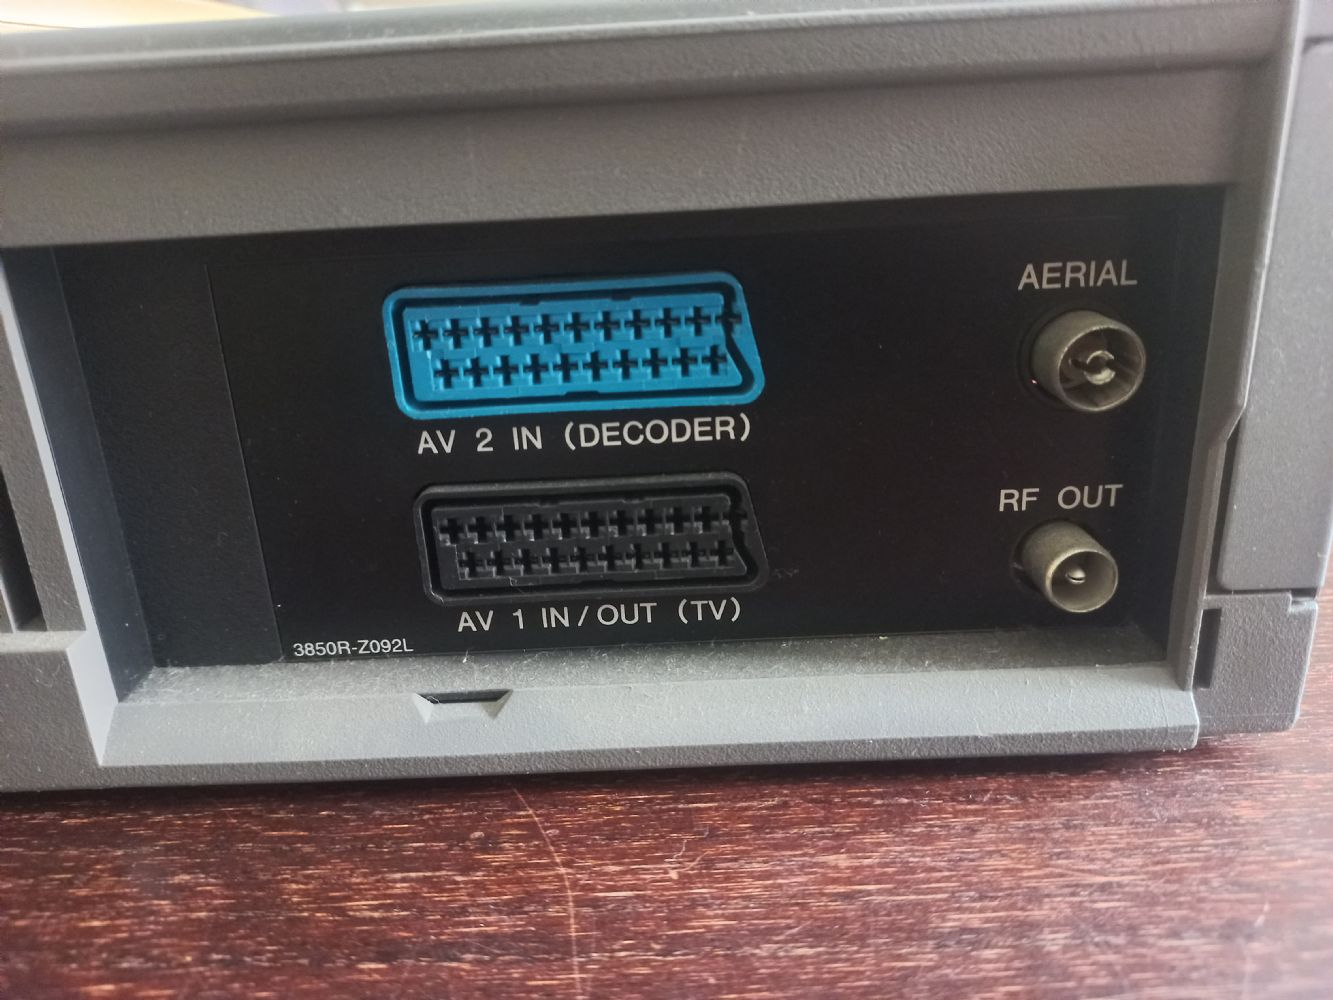 AERIAL
AV 2 IN (DECODER)
RF OUT
AV 1 IN/OUT (TV)
3850R-Z092L